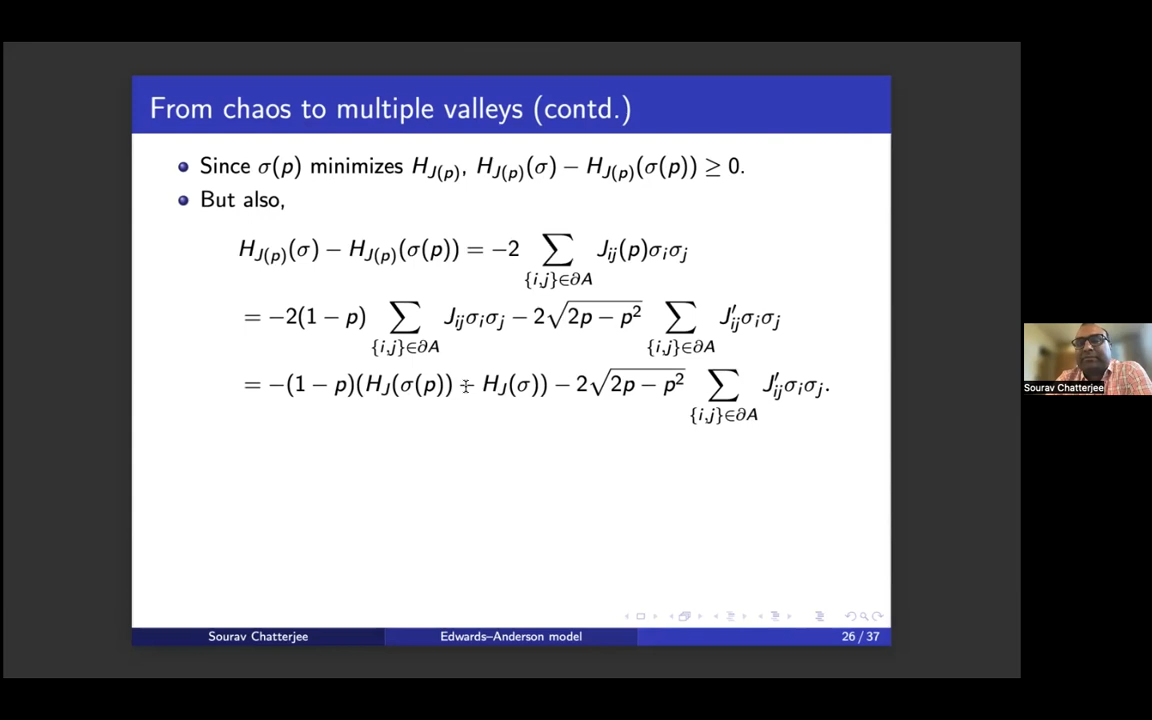 From chaos to multiple valleys (contd.)
Since σ(p) minimizes H_{J(p)}, H_{J(p)}(σ) − H_{J(p)}(σ(p)) ≥ 0.
But also,
H_{J(p)}(σ) − H_{J(p)}(σ(p)) = −2 ∑_{{i,j}∈∂A} J_{ij}(p)σ_iσ_j
= −2(1 − p) ∑_{{i,j}∈∂A} J_{ij}σ_iσ_j − 2√(2p − p²) ∑_{{i,j}∈∂A} J′_{ij}σ_iσ_j
= −(1 − p)(H_J(σ(p)) − H_J(σ)) − 2√(2p − p²) ∑_{{i,j}∈∂A} J′_{ij}σ_iσ_j.
Sourav Chatterjee
Edwards–Anderson model
26 / 37
Sourav Chatterjee